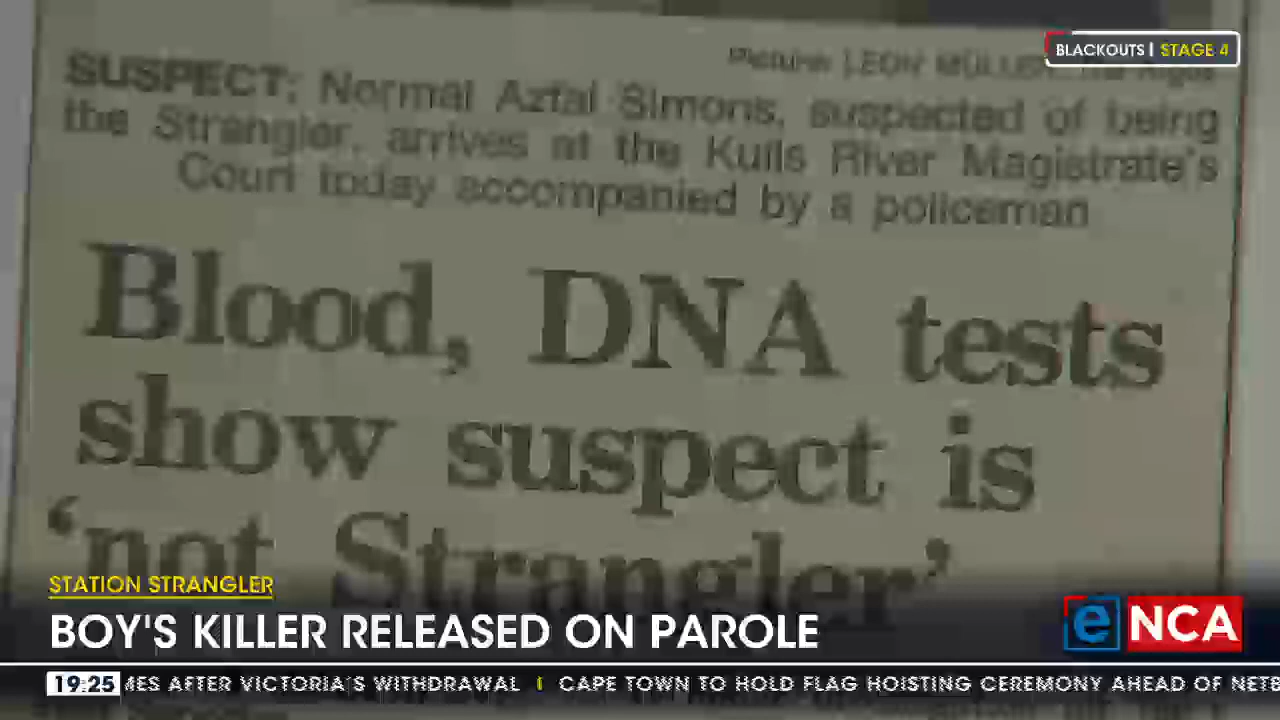 BLACKOUTS | STAGE 4
Picture: LEON MULLER
SUSPECT: Normal Azfal Simons, suspected of being
the Strangler, arrives at the Kuils River Magistrate's
Court today accompanied by a policeman
Blood, DNA tests
show suspect is
'not Strangler'
STATION STRANGLER
BOY'S KILLER RELEASED ON PAROLE
eNCA
19:25 MES AFTER VICTORIA'S WITHDRAWAL | CAPE TOWN TO HOLD FLAG HOISTING CEREMONY AHEAD OF NETB